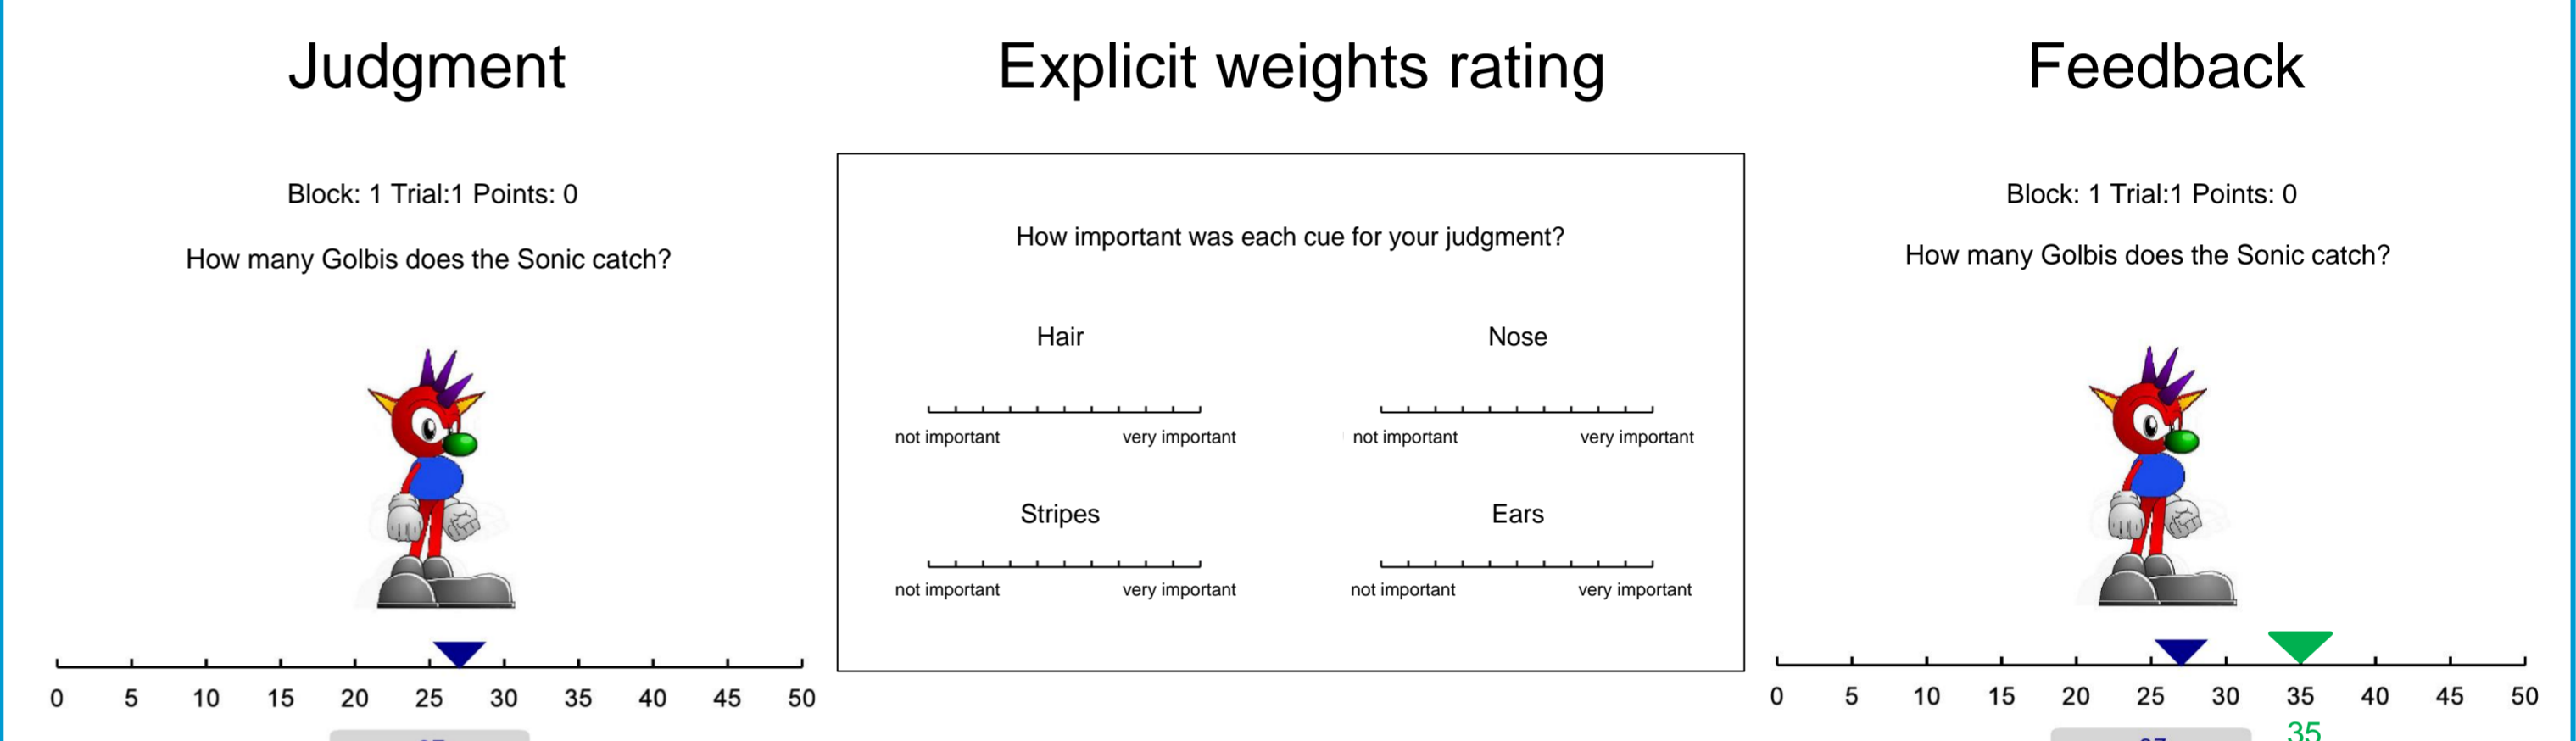 Judgment
Block: 1 Trial:1 Points: 0
How many Golbis does the Sonic catch?
0 5 10 15 20 25 30 35 40 45 50
Explicit weights rating
How important was each cue for your judgment?
Hair
not important very important
Nose
not important very important
Stripes
not important very important
Ears
not important very important
Feedback
Block: 1 Trial:1 Points: 0
How many Golbis does the Sonic catch?
0 5 10 15 20 25 30 35 40 45 50
35